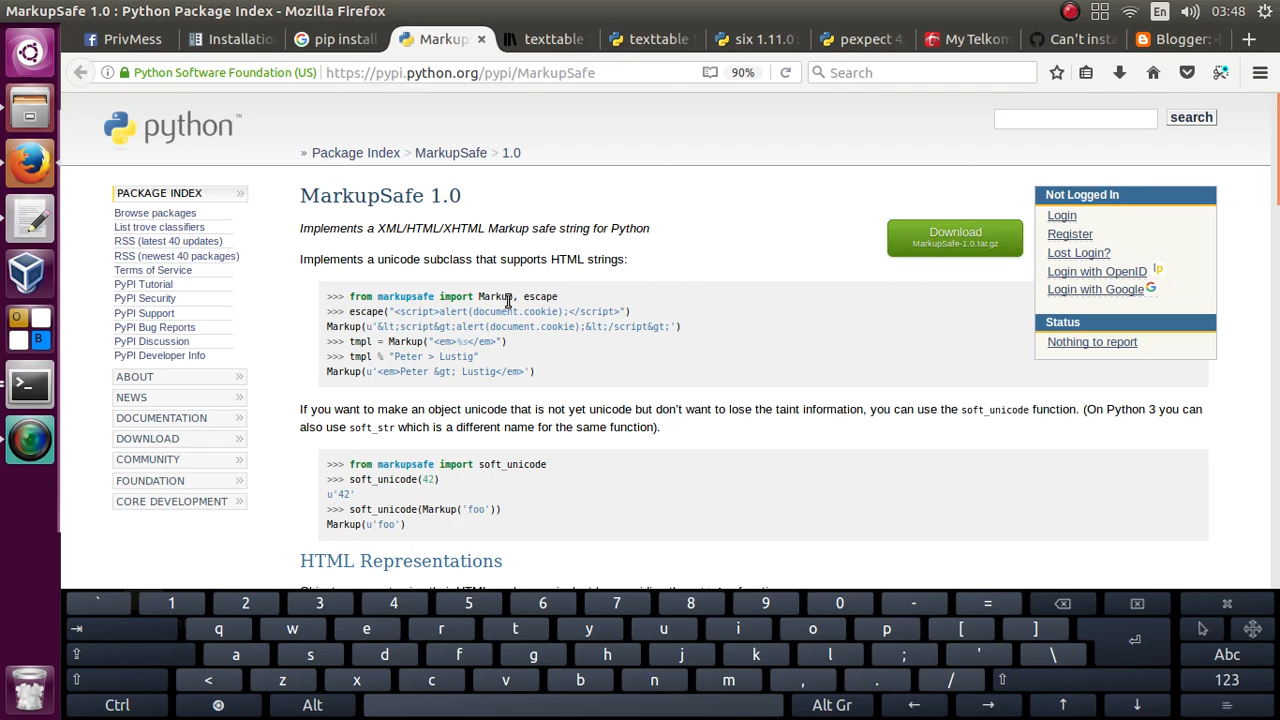 MarkupSafe 1.0 : Python Package Index - Mozilla Firefox
En
03:48
PrivMess
Installatio
pip install
Markup
texttable
texttable
six 1.11.0
pexpect 4.
My Telkom
Can't inst
Blogger:
Python Software Foundation (US)
https://pypi.python.org/pypi/MarkupSafe
90%
Search
python™
search
» Package Index > MarkupSafe > 1.0
PACKAGE INDEX »
Browse packages
List trove classifiers
RSS (latest 40 updates)
RSS (newest 40 packages)
Terms of Service
PyPI Tutorial
PyPI Security
PyPI Support
PyPI Bug Reports
PyPI Discussion
PyPI Developer Info
ABOUT »
NEWS »
DOCUMENTATION »
DOWNLOAD »
COMMUNITY »
FOUNDATION »
CORE DEVELOPMENT »
MarkupSafe 1.0
Implements a XML/HTML/XHTML Markup safe string for Python
Implements a unicode subclass that supports HTML strings:
>>> from markupsafe import Markup, escape
>>> escape("<script>alert(document.cookie);</script>")
Markup(u'&lt;script&gt;alert(document.cookie);&lt;/script&gt;')
>>> tmpl = Markup("<em>%s</em>")
>>> tmpl % "Peter > Lustig"
Markup(u'<em>Peter &gt; Lustig</em>')
If you want to make an object unicode that is not yet unicode but don't want to lose the taint information, you can use the soft_unicode function. (On Python 3 you can
also use soft_str which is a different name for the same function).
>>> from markupsafe import soft_unicode
>>> soft_unicode(42)
u'42'
>>> soft_unicode(Markup('foo'))
Markup(u'foo')
HTML Representations
Download
MarkupSafe-1.0.tar.gz
Not Logged In
Login
Register
Lost Login?
Login with OpenID
Login with Google
Status
Nothing to report
` 1 2 3 4 5 6 7 8 9 0 - =
q w e r t y u i o p [ ]
a s d f g h j k l ; ' \ Abc
< z x c v b n m , . / 123
Ctrl Alt Alt Gr ← → ↑ ↓